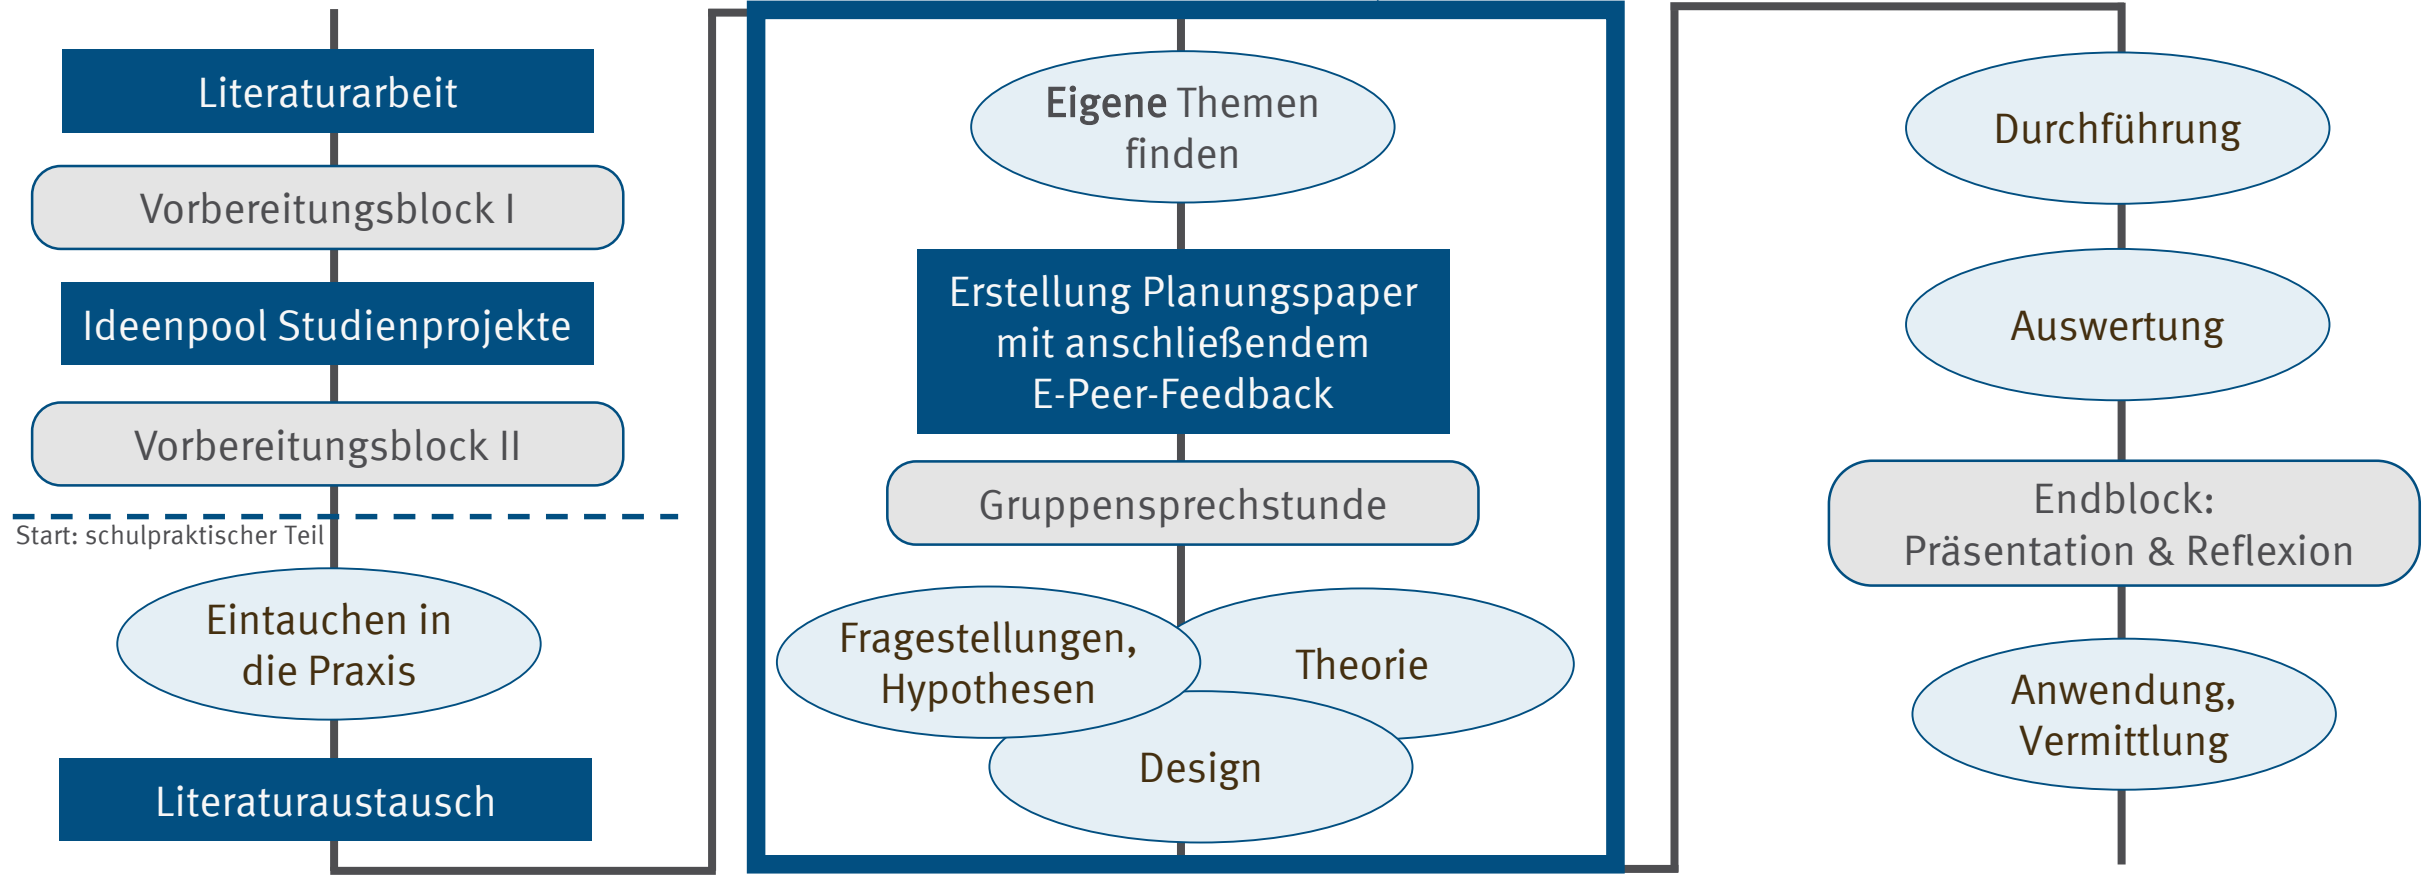 Literaturarbeit
Vorbereitungsblock I
Ideenpool Studienprojekte
Vorbereitungsblock II
Start: schulpraktischer Teil
Eintauchen in
die Praxis
Literaturaustausch
Eigene Themen
finden
Erstellung Planungspaper
mit anschließendem
E-Peer-Feedback
Gruppensprechstunde
Fragestellungen,
Hypothesen
Theorie
Design
Durchführung
Auswertung
Endblock:
Präsentation & Reflexion
Anwendung,
Vermittlung